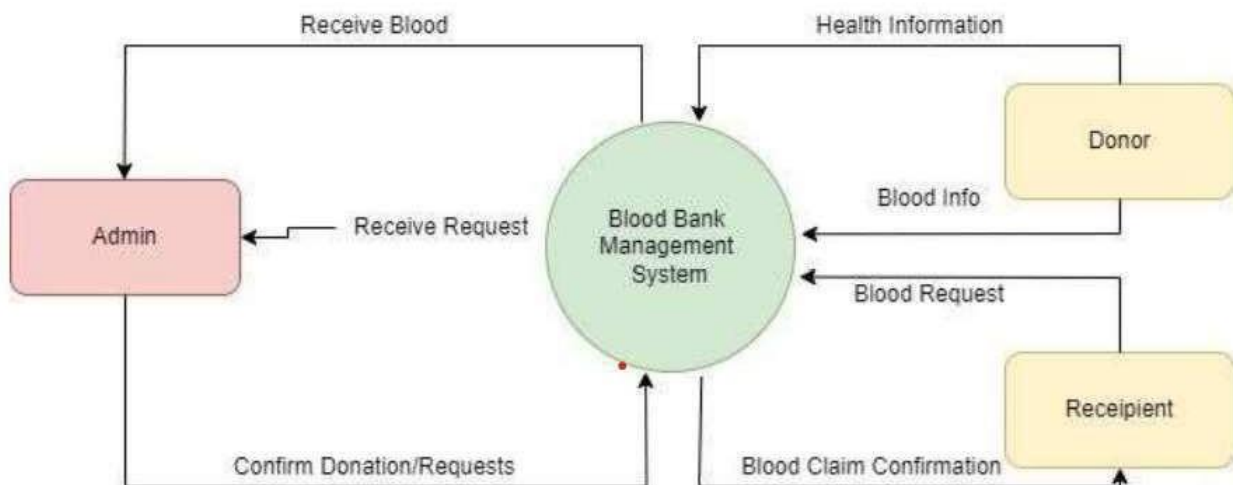 Receive Blood
Health Information
Donor
Blood Info
Admin
Receive Request
Blood Bank
Management
System
Blood Request
Receipient
Confirm Donation/Requests
Blood Claim Confirmation